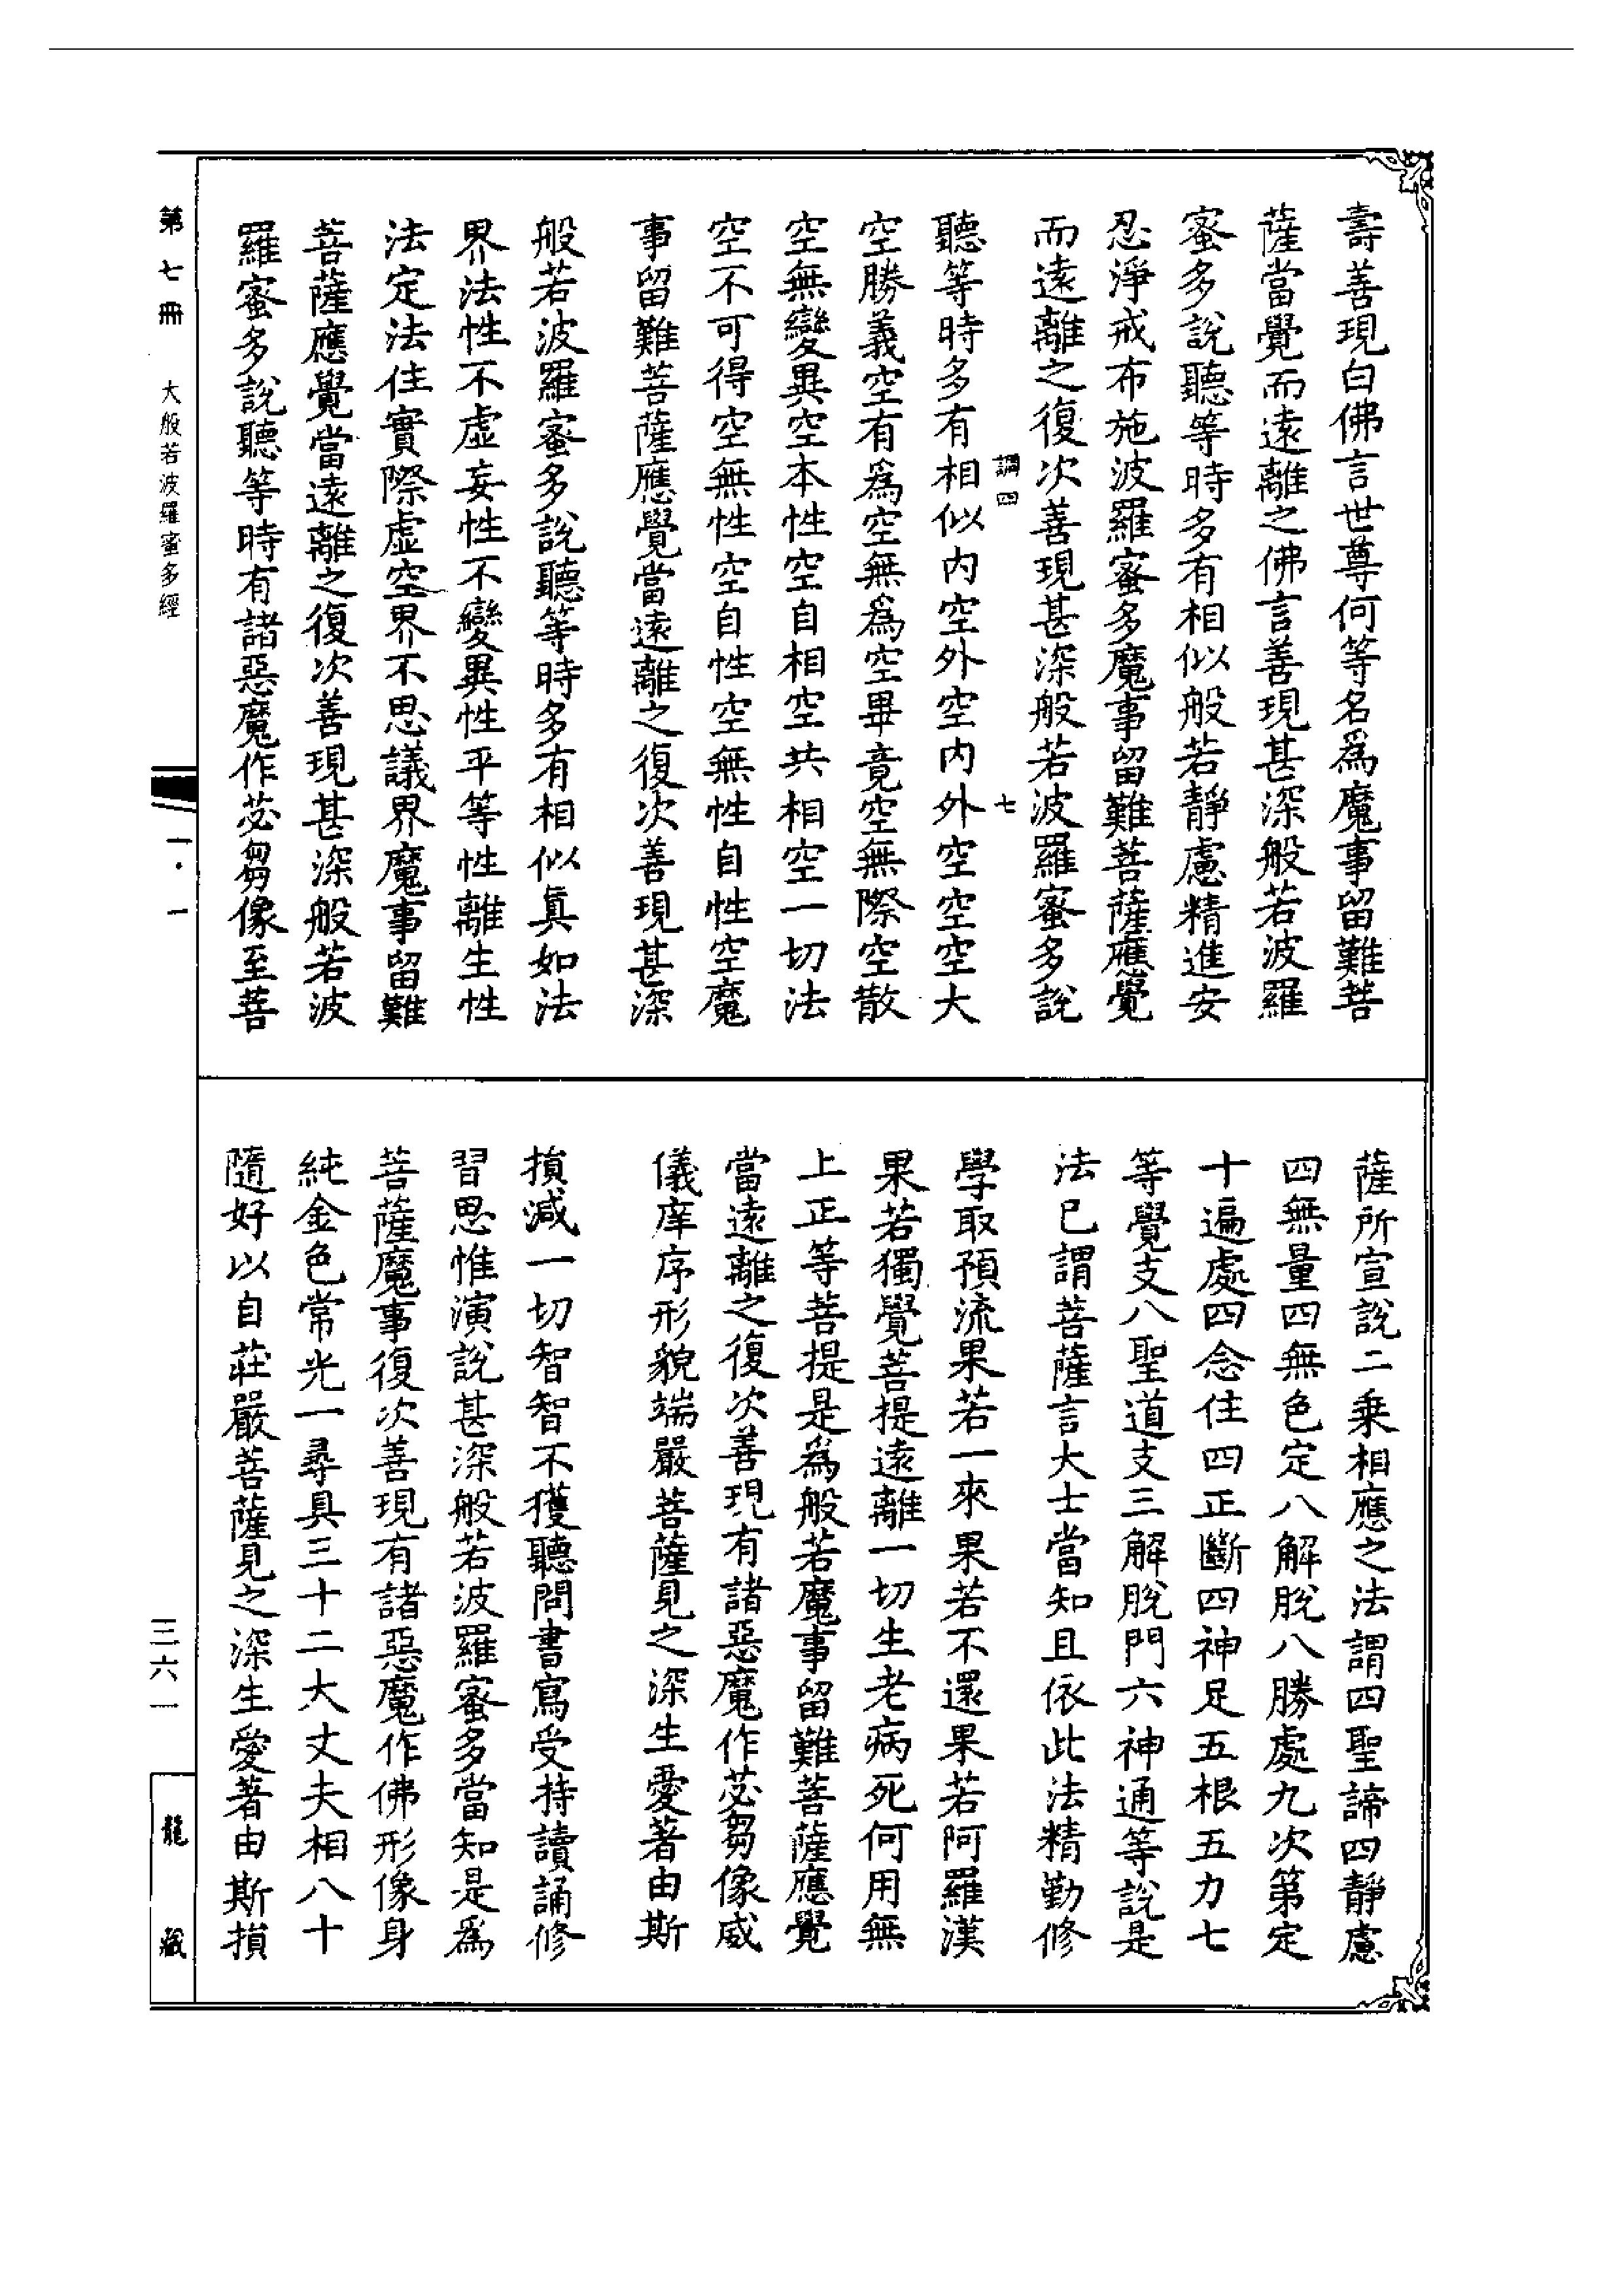 壽善現白佛言世尊何等名爲魔事留難菩
薩當覺而遠離之佛言善現甚深般若波羅
蜜多說聽等時多有相似般若靜慮精進安
忍淨戒布施波羅蜜多魔事留難菩薩應覺
而遠離之復次善現甚深般若波羅蜜多說
調四 七
聽等時多有相似內空外空內外空空空大
空勝義空有爲空無爲空畢竟空無際空散
空無變異空本性空自相空共相空一切法
空不可得空無性空自性空無性自性空魔
事留難菩薩應覺當遠離之復次善現甚深
般若波羅蜜多說聽等時多有相似眞如法
界法性不虛妄性不變異性平等性離生性
法定法住實際虛空界不思議界魔事留難
菩薩應覺當遠離之復次善現甚深般若波
羅蜜多說聽等時有諸惡魔作苾芻像至菩
薩所宣說二乘相應之法謂四聖諦四靜慮
四無量四無色定八解脫八勝處九次第定
十遍處四念住四正斷四神足五根五力七
等覺支八聖道支三解脫門六神通等說是
法已謂菩薩言大士當知且依此法精勤修
學取預流果若一來果若不還果若阿羅漢
果若獨覺菩提遠離一切生老病死何用無
上正等菩提是爲般若魔事留難菩薩應覺
當遠離之復次善現有諸惡魔作苾芻像威
儀庠序形貌端嚴菩薩見之深生愛著由斯
損減一切智智不獲聽問書寫受持讀誦修
習思惟演說甚深般若波羅蜜多當知是爲
菩薩魔事復次善現有諸惡魔作佛形像身
純金色常光一尋具三十二大丈夫相八十
隨好以自莊嚴菩薩見之深生愛著由斯損
第七冊 大般若波羅蜜多經
一·一
三六一
龍藏